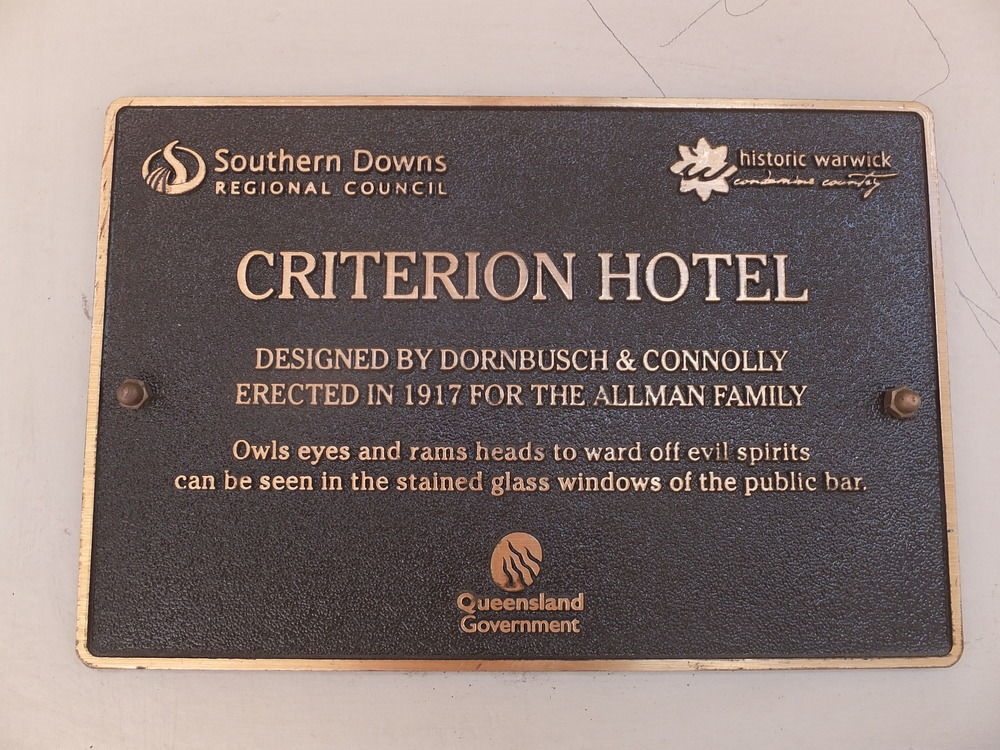 Southern Downs
REGIONAL COUNCIL
historic warwick
condamine country
CRITERION HOTEL
DESIGNED BY DORNBUSCH & CONNOLLY
ERECTED IN 1917 FOR THE ALLMAN FAMILY
Owls eyes and rams heads to ward off evil spirits
can be seen in the stained glass windows of the public bar.
Queensland
Government